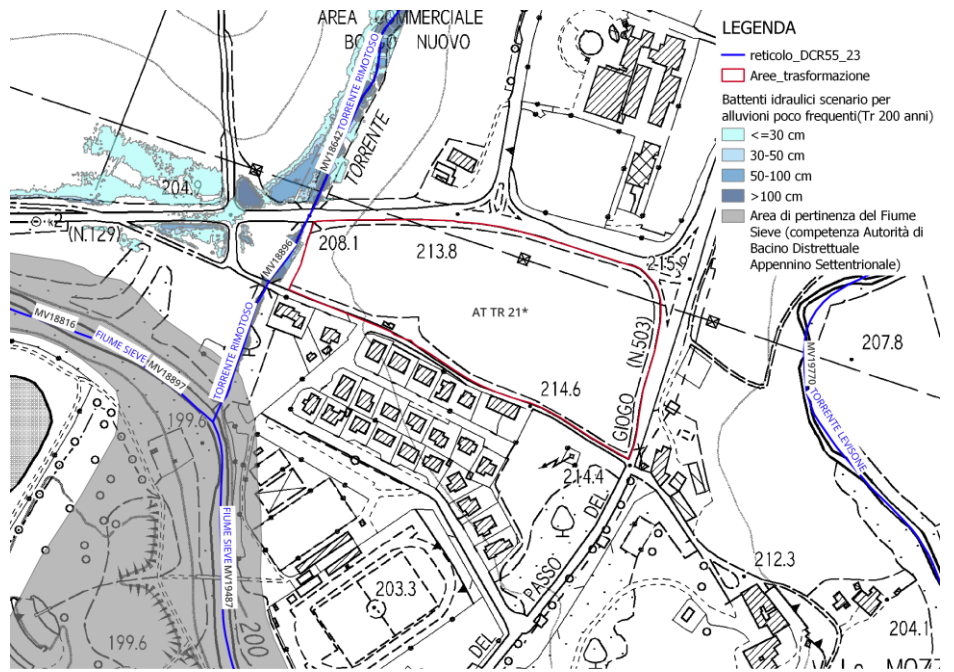 AREA COMMERCIALE
BORGO NUOVO
TORRENTE RIMOTOSO
MV18642
TORRENTE
204.9
(N.129)
MV18896
208.1
213.8
215.9
AT TR 21*
(N.503)
GIOGO
214.6
207.8
MV19770
TORRENTE LEVISONE
MV18816
FIUME SIEVE
MV18897
TORRENTE RIMOTOSO
199.6
214.4
DEL
PASSO
DEL
FIUME SIEVE
MV19487
203.3
212.3
200
199.6
204.1
LEGENDA
reticolo_DCR55_23
Aree_trasformazione
Battenti idraulici scenario per
alluvioni poco frequenti(Tr 200 anni)
<=30 cm
30-50 cm
50-100 cm
>100 cm
Area di pertinenza del Fiume
Sieve (competenza Autorità di
Bacino Distrettuale
Appennino Settentrionale)